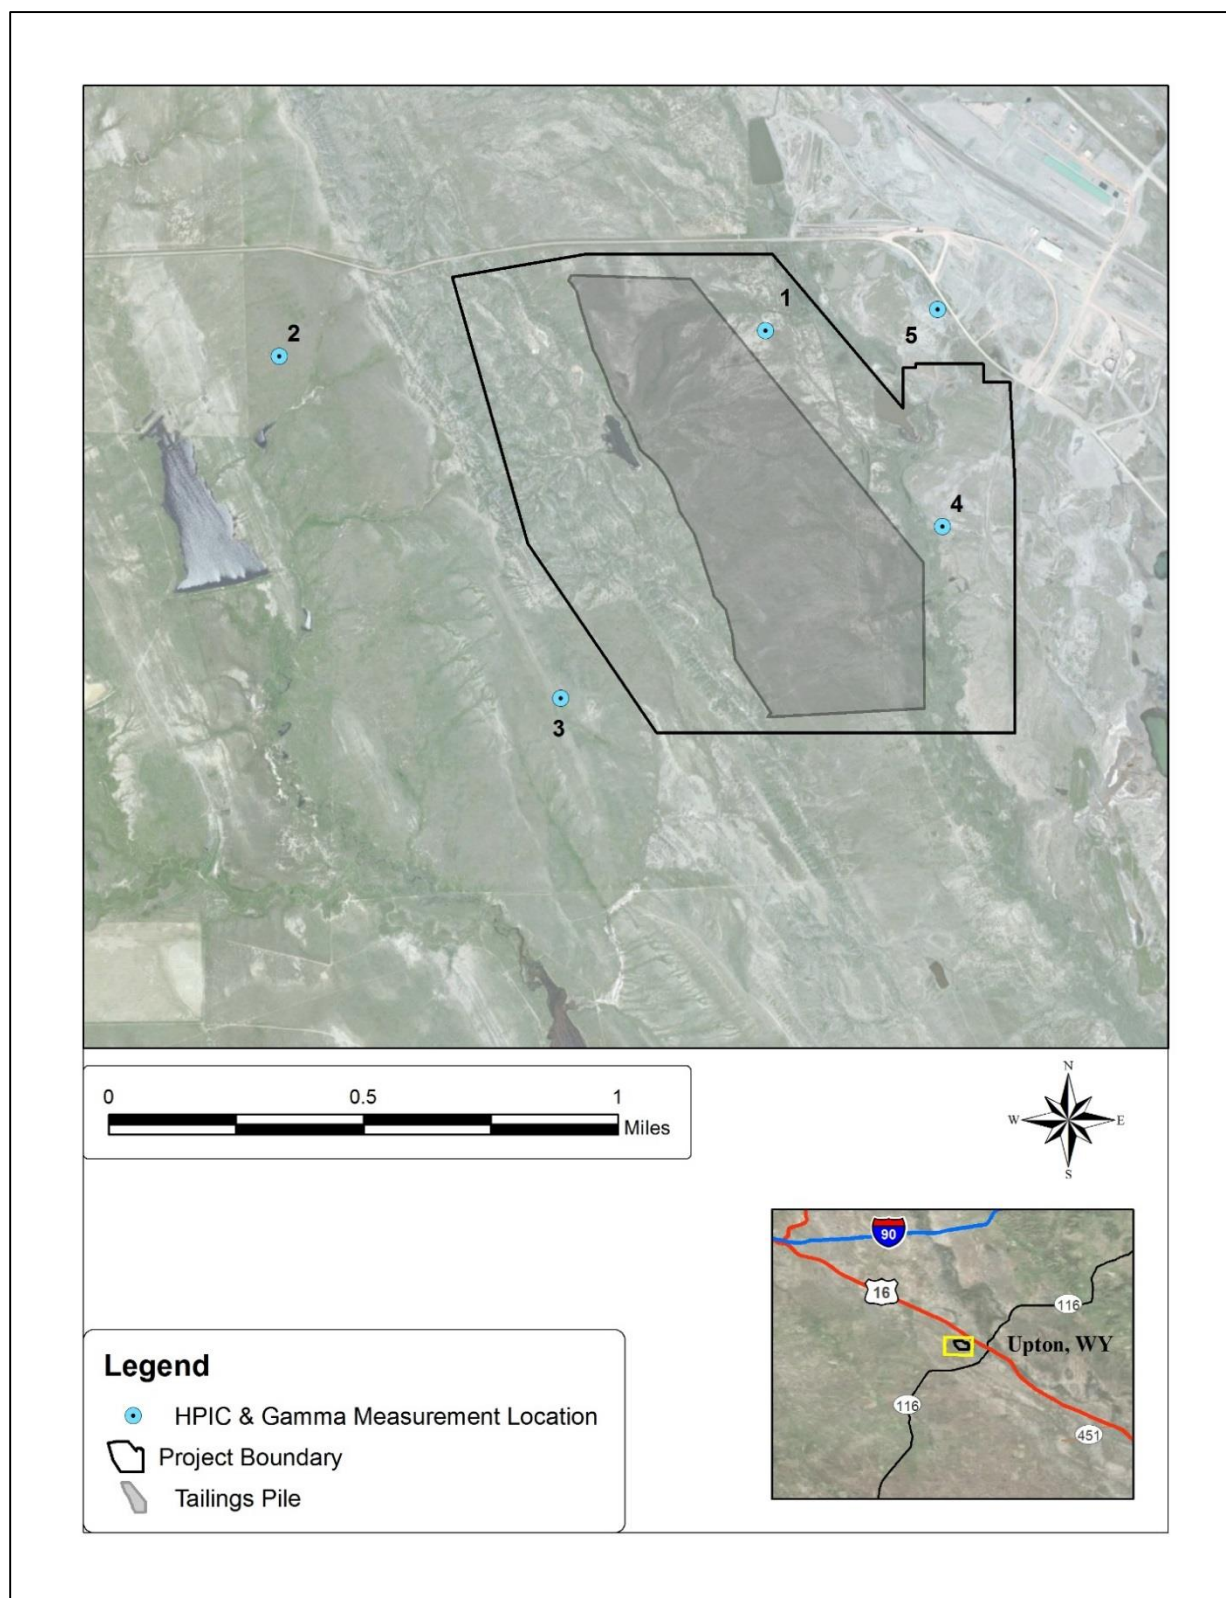 1
5
2
4
3
0 0.5 1
Miles
N
W E
S
90
16
116
Upton, WY
116
451
Legend
HPIC & Gamma Measurement Location
Project Boundary
Tailings Pile